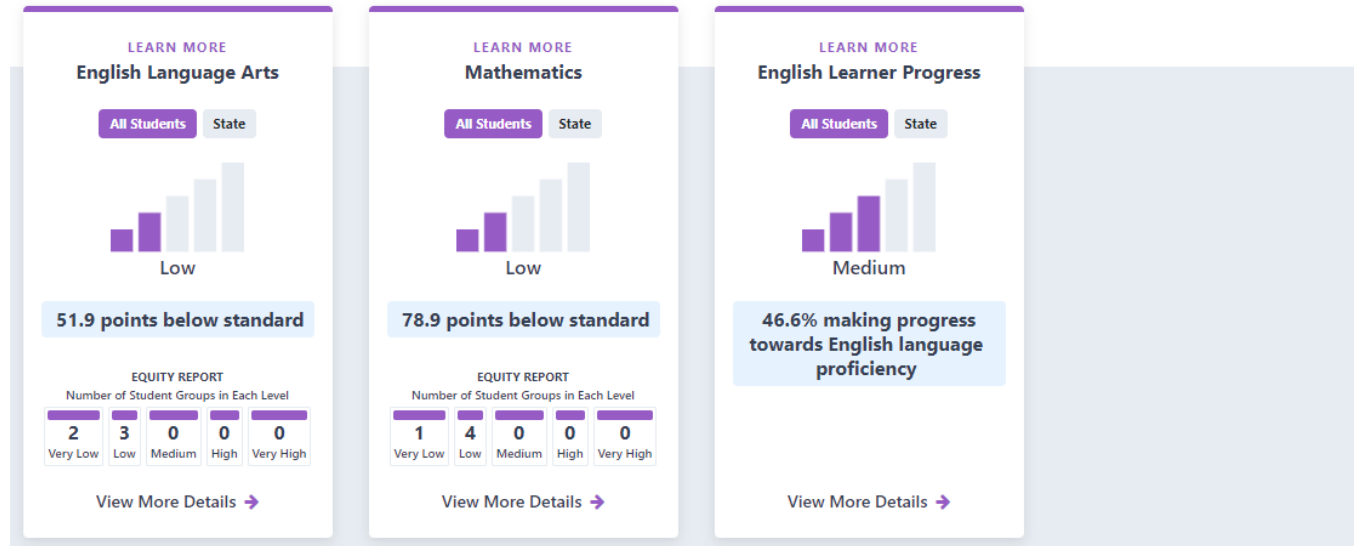 LEARN MORE
English Language Arts
All Students State
Low
51.9 points below standard
EQUITY REPORT
Number of Student Groups in Each Level
2 3 0 0 0
Very Low Low Medium High Very High
View More Details
LEARN MORE
Mathematics
All Students State
Low
78.9 points below standard
EQUITY REPORT
Number of Student Groups in Each Level
1 4 0 0 0
Very Low Low Medium High Very High
View More Details
LEARN MORE
English Learner Progress
All Students State
Medium
46.6% making progress
towards English language
proficiency
View More Details